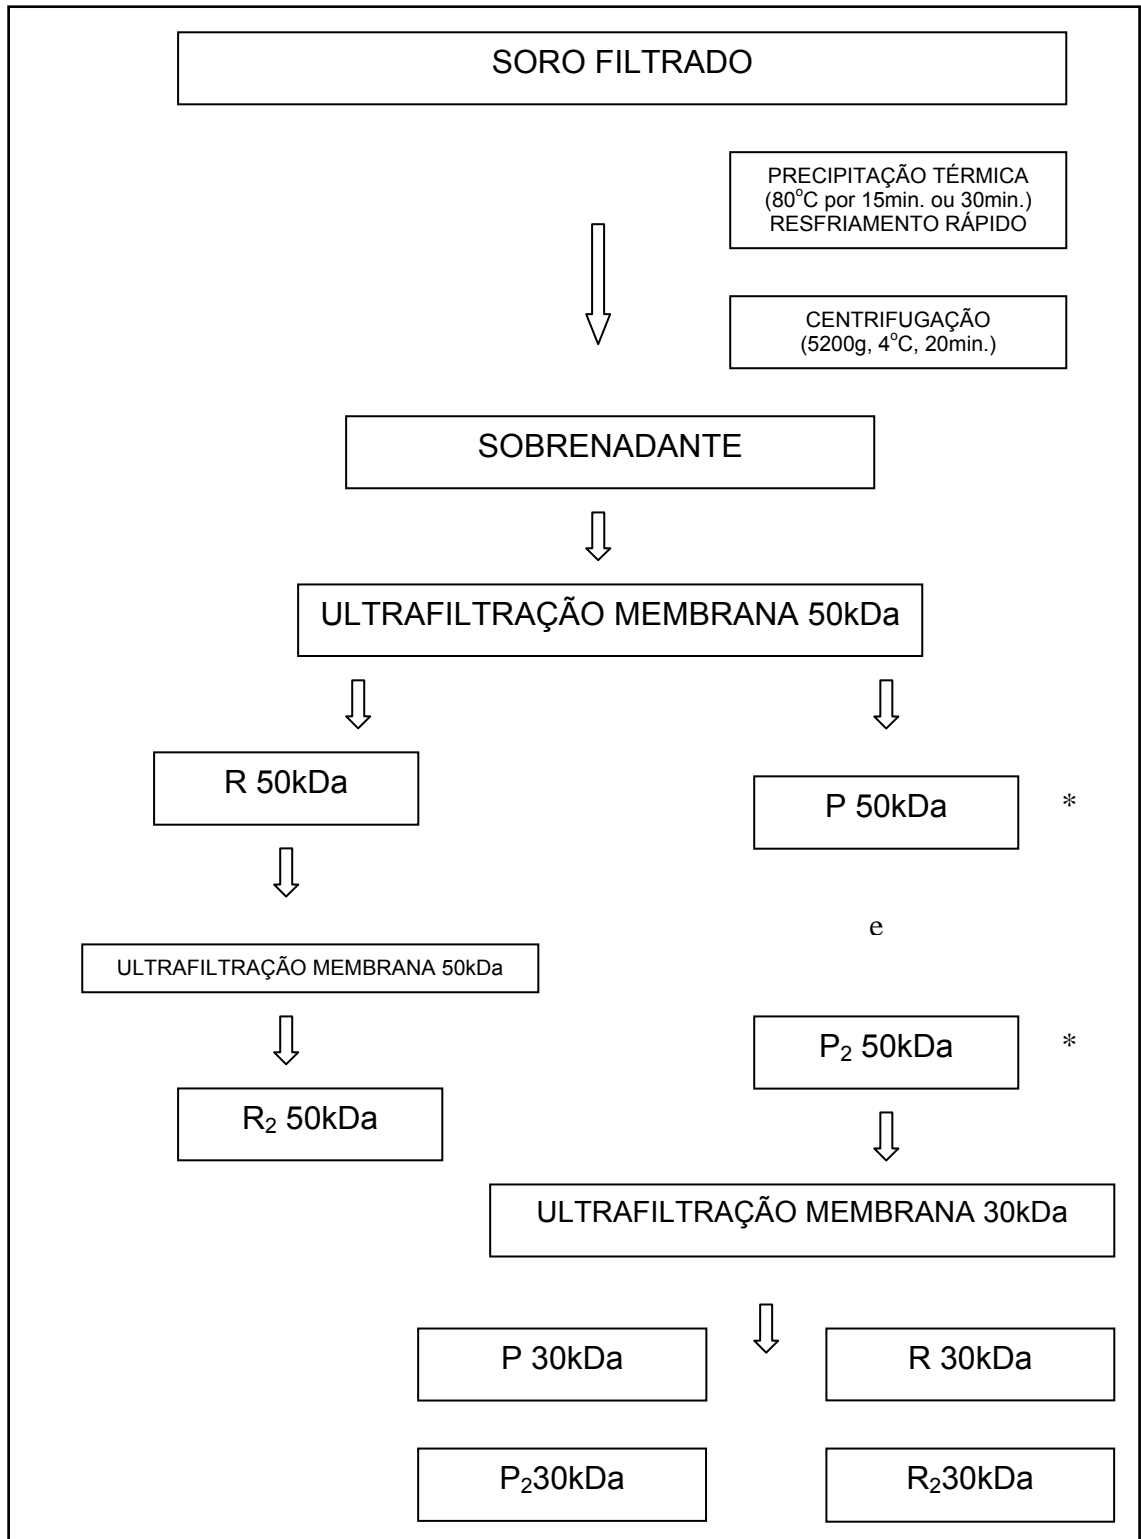 SORO FILTRADO
PRECIPITAÇÃO TÉRMICA
(80°C por 15min. ou 30min.)
RESFRIAMENTO RÁPIDO
CENTRIFUGAÇÃO
(5200g, 4°C, 20min.)
SOBRENADANTE
ULTRAFILTRAÇÃO MEMBRANA 50kDa
R 50kDa
P 50kDa *
e
ULTRAFILTRAÇÃO MEMBRANA 50kDa
P₂ 50kDa *
R₂ 50kDa
ULTRAFILTRAÇÃO MEMBRANA 30kDa
P 30kDa
R 30kDa
P₂30kDa
R₂30kDa